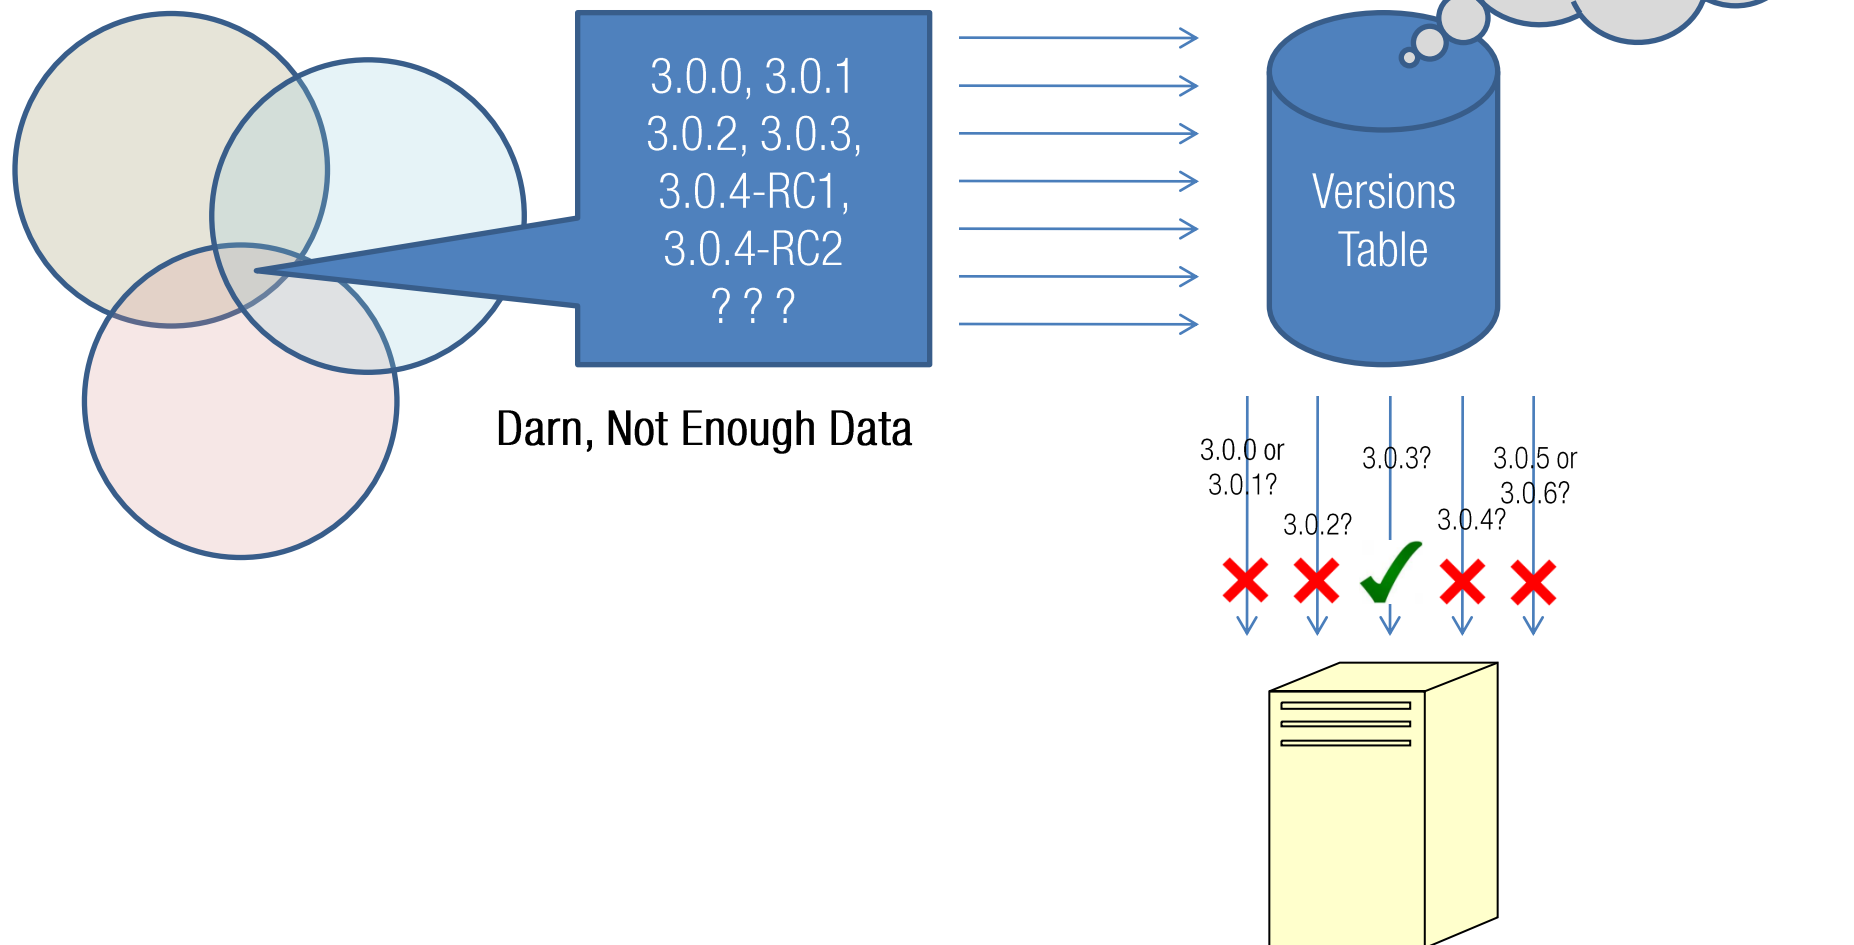 3.0.0, 3.0.1
3.0.2, 3.0.3,
3.0.4-RC1,
3.0.4-RC2
? ? ?
Versions
Table
Darn, Not Enough Data
3.0.0 or
3.0.1?
3.0.2?
3.0.3?
3.0.4?
3.0.5 or
3.0.6?